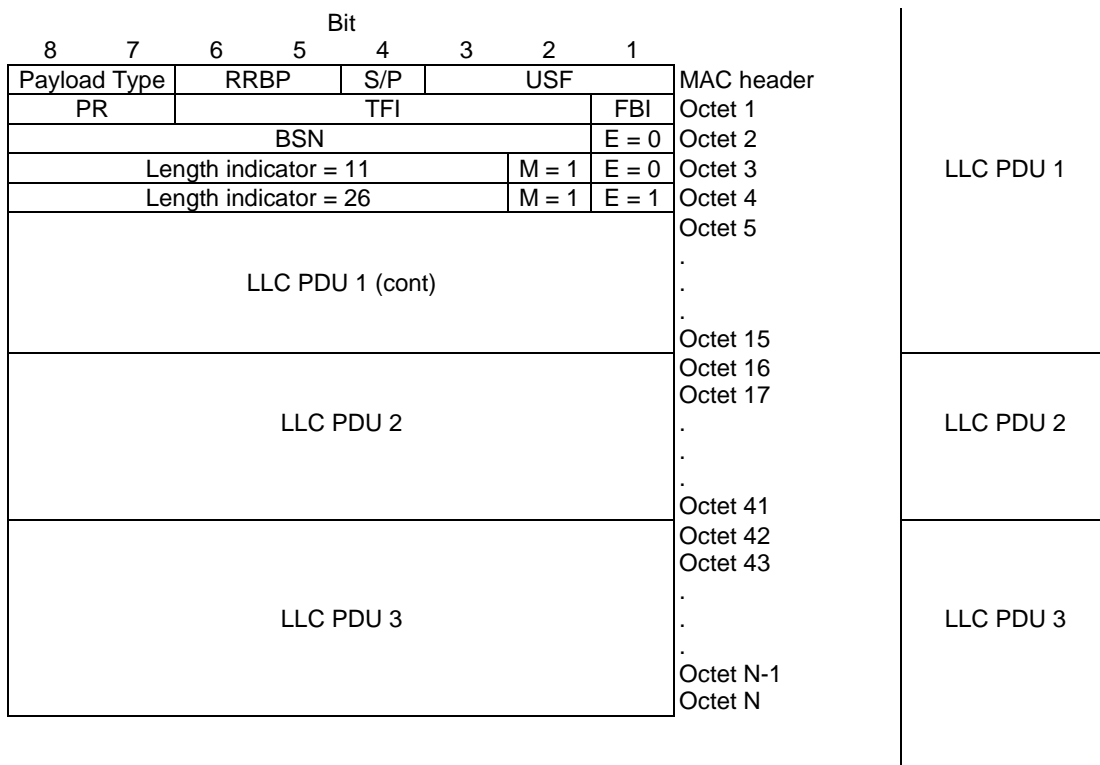 Bit
8 7 6 5 4 3 2 1
Payload Type RRBP S/P USF MAC header
PR TFI FBI Octet 1
BSN E = 0 Octet 2
Length indicator = 11 M = 1 E = 0 Octet 3 LLC PDU 1
Length indicator = 26 M = 1 E = 1 Octet 4
Octet 5
.
LLC PDU 1 (cont) .
.
Octet 15
Octet 16
Octet 17
LLC PDU 2 . LLC PDU 2
.
.
Octet 41
Octet 42
Octet 43
.
LLC PDU 3 . LLC PDU 3
.
Octet N-1
Octet N